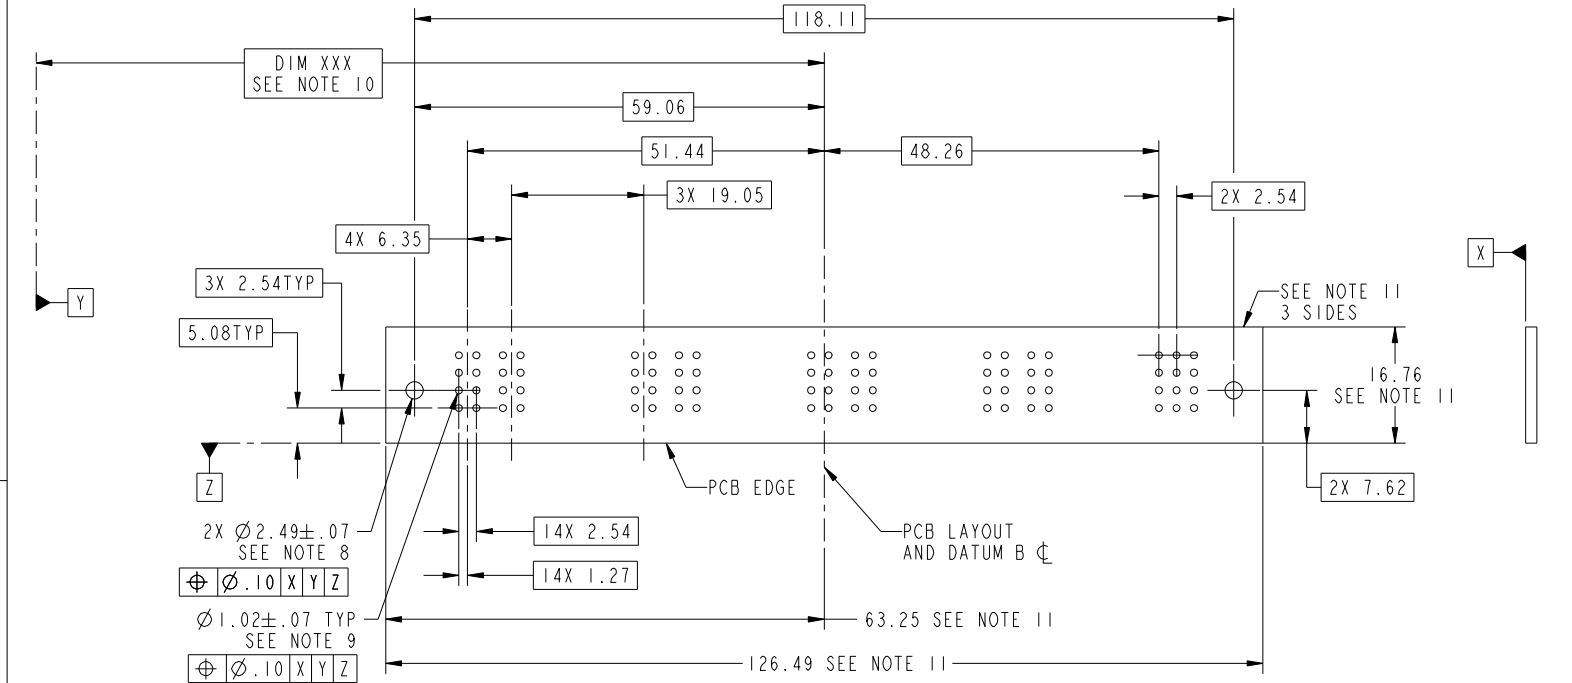 118.11
DIM XXX
SEE NOTE 10
59.06
51.44
48.26
3X 19.05
2X 2.54
4X 6.35
X
3X 2.54TYP
Y
SEE NOTE 11
3 SIDES
5.08TYP
16.76
SEE NOTE 11
Z
PCB EDGE
2X 7.62
2X Ø2.49±.07
SEE NOTE 8
⌖ Ø.10 X Y Z
14X 2.54
PCB LAYOUT
AND DATUM B ℄
14X 1.27
Ø1.02±.07 TYP
SEE NOTE 9
⌖ Ø.10 X Y Z
63.25 SEE NOTE 11
126.49 SEE NOTE 11